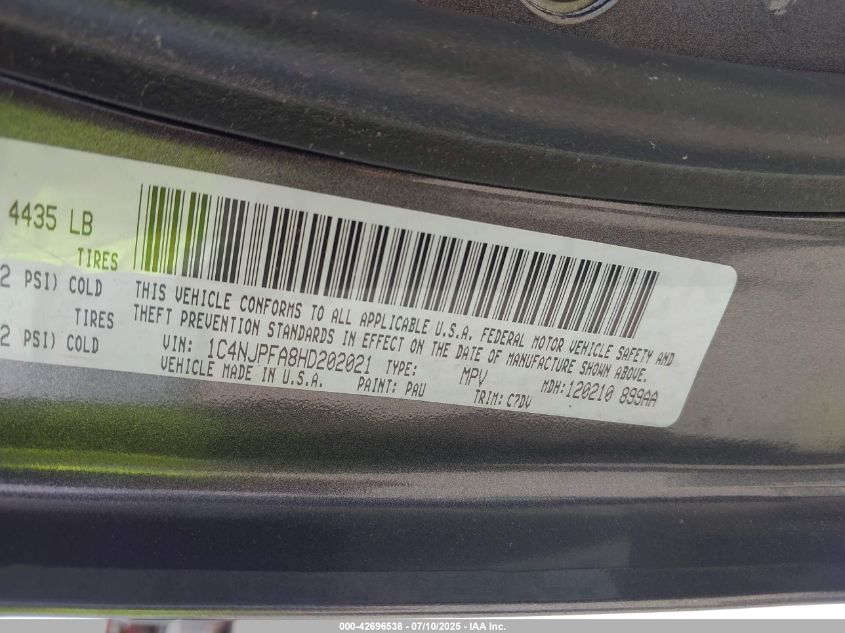 4435 LB
TIRES
2 PSI) COLD
TIRES
2 PSI) COLD
THIS VEHICLE CONFORMS TO ALL APPLICABLE U.S.A. FEDERAL MOTOR VEHICLE SAFETY AND
THEFT PREVENTION STANDARDS IN EFFECT ON THE DATE OF MANUFACTURE SHOWN ABOVE.
VIN: 1C4NJPFA8HD202021 TYPE: MPV MDH:120210 899AA
VEHICLE MADE IN U.S.A. PAINT: PAU TRIM: C7DV
000-42696538 - 07/10/2025 - IAA Inc.